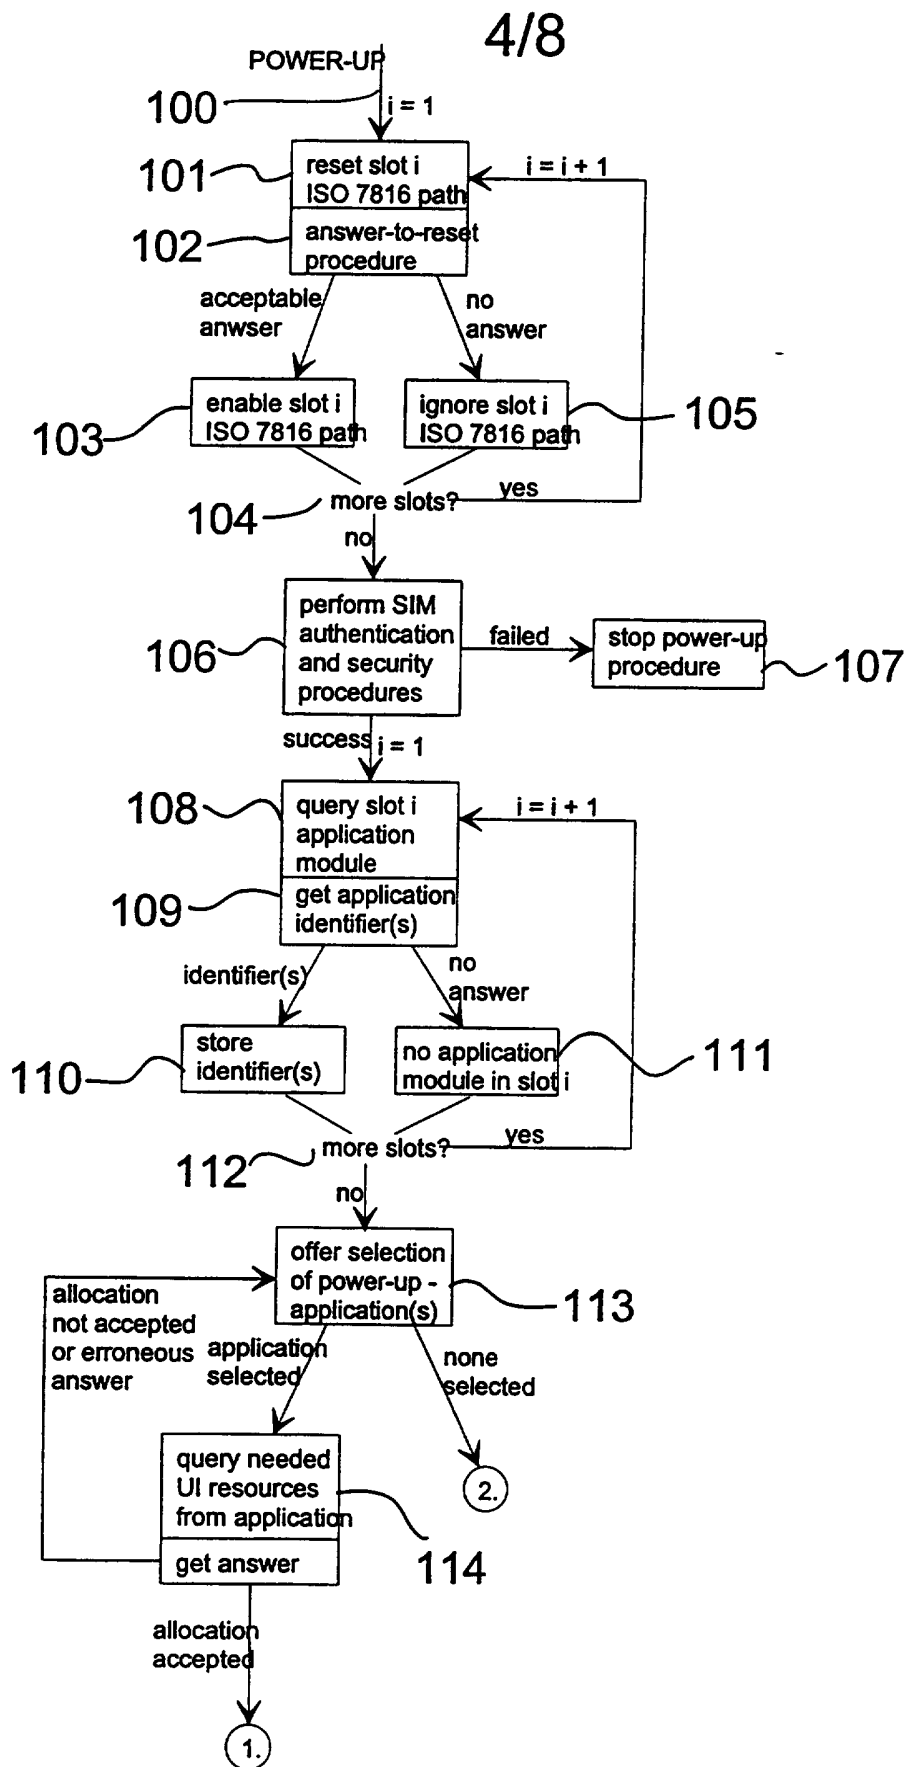 4/8
POWER-UP
100
i = 1
101
reset slot i
ISO 7816 path
i = i + 1
102
answer-to-reset
procedure
acceptable
anwser
no
answer
103
enable slot i
ISO 7816 path
ignore slot i
ISO 7816 path
105
104
more slots?
yes
no
106
perform SIM
authentication
and security
procedures
failed
stop power-up
procedure
107
success
i = 1
108
query slot i
application
module
i = i + 1
109
get application
identifier(s)
identifier(s)
no
answer
110
store
identifier(s)
no application
module in slot i
111
112
more slots?
yes
no
offer selection
of power-up -
application(s)
113
allocation
not accepted
or erroneous
answer
application
selected
none
selected
query needed
UI resources
from application
2.
get answer
114
allocation
accepted
1.